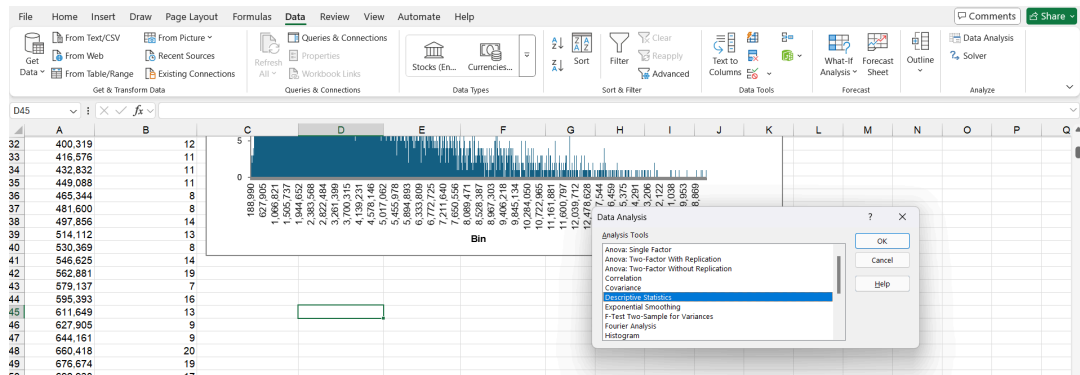 File Home Insert Draw Page Layout Formulas Data Review View Automate Help Comments Share
From Text/CSV From Picture Queries & Connections Clear Data Analysis
From Web Recent Sources Properties Reapply Solver
From Table/Range Existing Connections Workbook Links Advanced
Get Data
Refresh All
Stocks (En... Currencies...
Sort Filter
Text to Columns
What-If Analysis Forecast Sheet Outline
Get & Transform Data Queries & Connections Data Types Sort & Filter Data Tools Forecast Analyze
D45 fx
A B C D E F G H I J K L M N O P Q
32 400,319 12
33 416,576 11
34 432,832 11
35 449,088 11
36 465,344 8
37 481,600 8
38 497,856 14
39 514,112 13
40 530,369 8
41 546,625 14
42 562,881 19
43 579,137 7
44 595,393 16
45 611,649 13
46 627,905 9
47 644,161 9
48 660,418 20
49 676,674 19
5
0
188,990
627,905
1,066,821
1,505,737
1,944,652
2,383,568
2,822,484
3,261,399
3,700,315
4,139,231
4,578,146
5,017,062
5,455,978
5,894,893
6,333,809
6,772,725
7,211,640
7,650,556
8,089,471
8,528,387
8,967,303
9,406,218
9,845,134
10,284,050
10,722,965
11,161,881
11,600,797
12,039,712
12,478,628
Bin
Data Analysis ?
Analysis Tools
Anova: Single Factor
Anova: Two-Factor With Replication
Anova: Two-Factor Without Replication
Correlation
Covariance
Descriptive Statistics
Exponential Smoothing
F-Test Two-Sample for Variances
Fourier Analysis
Histogram
OK
Cancel
Help